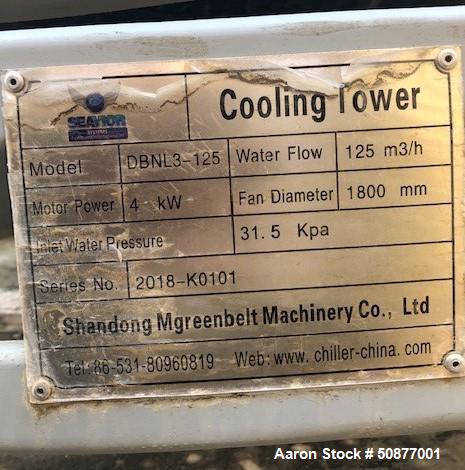 SEAVIOR
SYSTEMS
Cooling Tower
Model DBNL3-125 Water Flow 125 m3/h
Motor Power 4 kW Fan Diameter 1800 mm
Inlet Water Pressure 31.5 Kpa
Series No. 2018-K0101
Shandong Mgreenbelt Machinery Co., Ltd
Tel:86-531-80960819 Web:www.chiller-china.com
Aaron Stock # 50877001